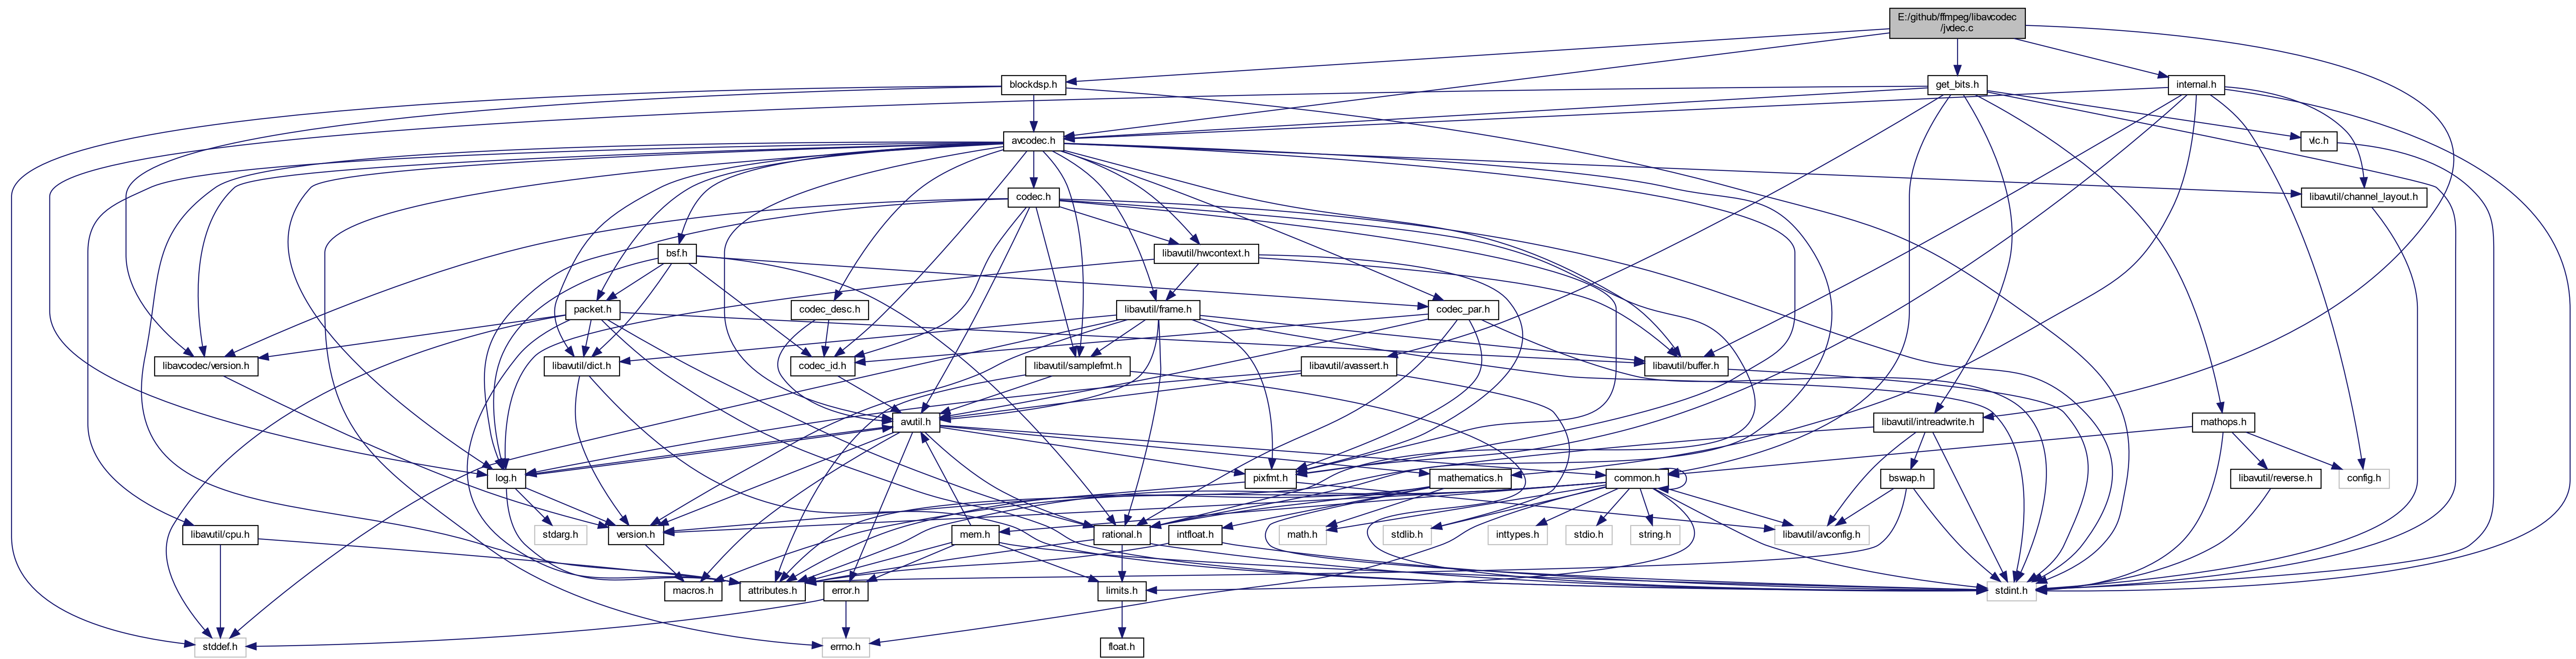 E:/github/ffmpeg/libavcodec
/jvdec.c
blockdsp.h
get_bits.h
internal.h
avcodec.h
vlc.h
codec.h
libavutil/channel_layout.h
bsf.h
libavutil/hwcontext.h
packet.h
codec_desc.h
libavutil/frame.h
codec_par.h
libavcodec/version.h
libavutil/dict.h
codec_id.h
libavutil/samplefmt.h
libavutil/avassert.h
libavutil/buffer.h
avutil.h
libavutil/intreadwrite.h
mathops.h
log.h
pixfmt.h
mathematics.h
common.h
bswap.h
libavutil/reverse.h
config.h
libavutil/cpu.h
stdarg.h
version.h
mem.h
rational.h
intfloat.h
math.h
stdlib.h
inttypes.h
stdio.h
string.h
libavutil/avconfig.h
macros.h
attributes.h
error.h
limits.h
stdint.h
stddef.h
errno.h
float.h